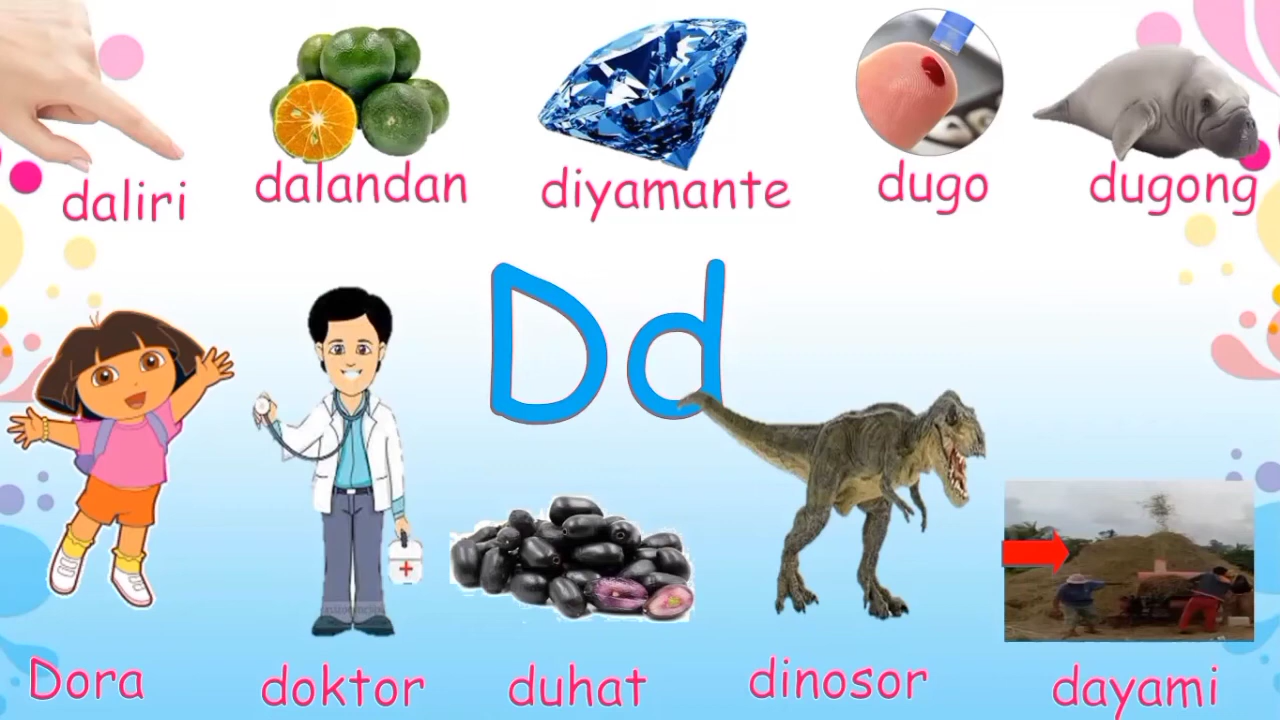 daliri
dalandan
diyamante
dugo
dugong
Dd
Dora
doktor
duhat
dinosor
dayami